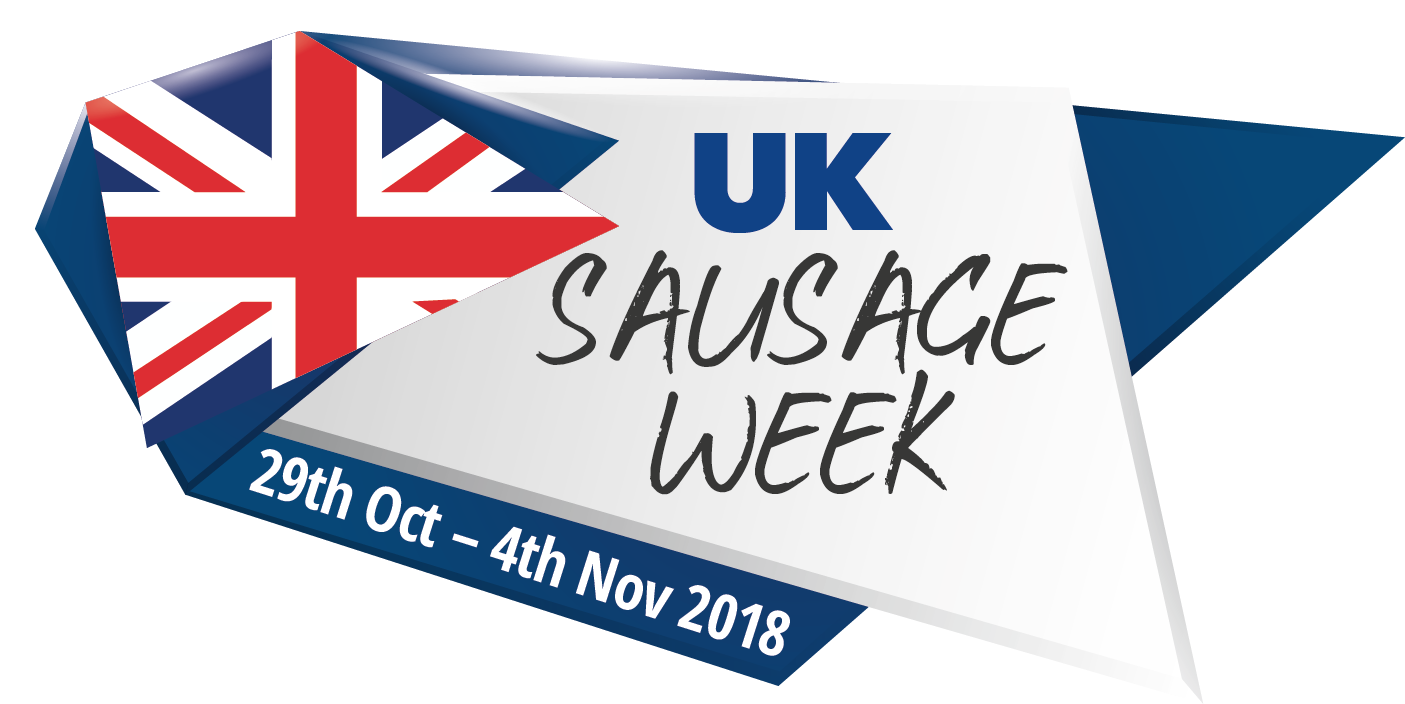 UK
SAUSAGE
WEEK
29th Oct – 4th Nov 2018